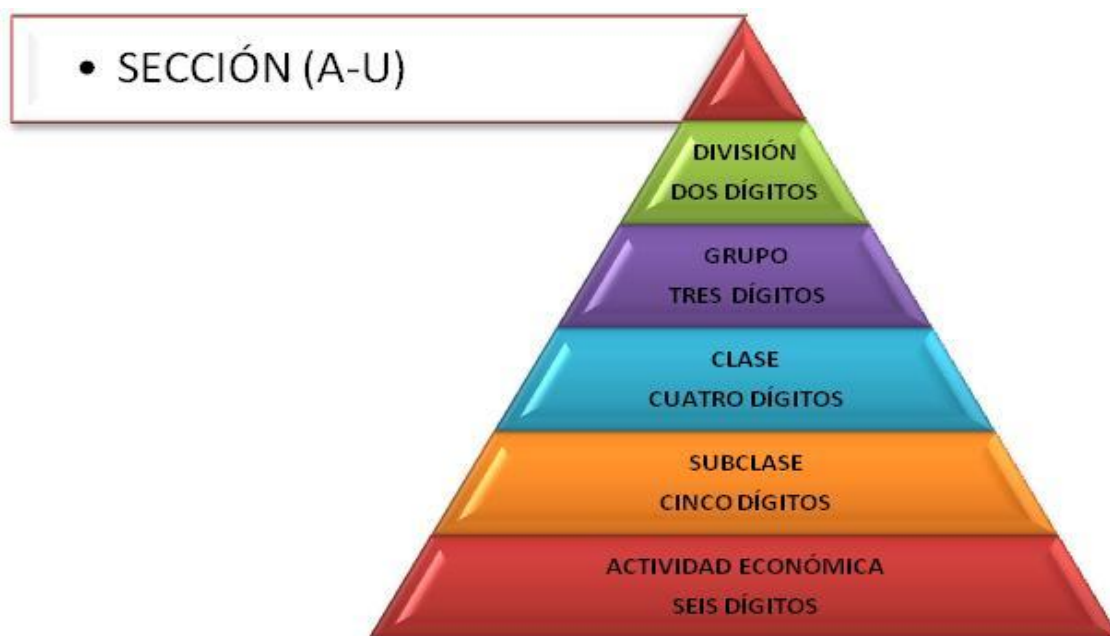 • SECCIÓN (A-U)
DIVISIÓN
DOS DÍGITOS
GRUPO
TRES DÍGITOS
CLASE
CUATRO DÍGITOS
SUBCLASE
CINCO DÍGITOS
ACTIVIDAD ECONÓMICA
SEIS DÍGITOS